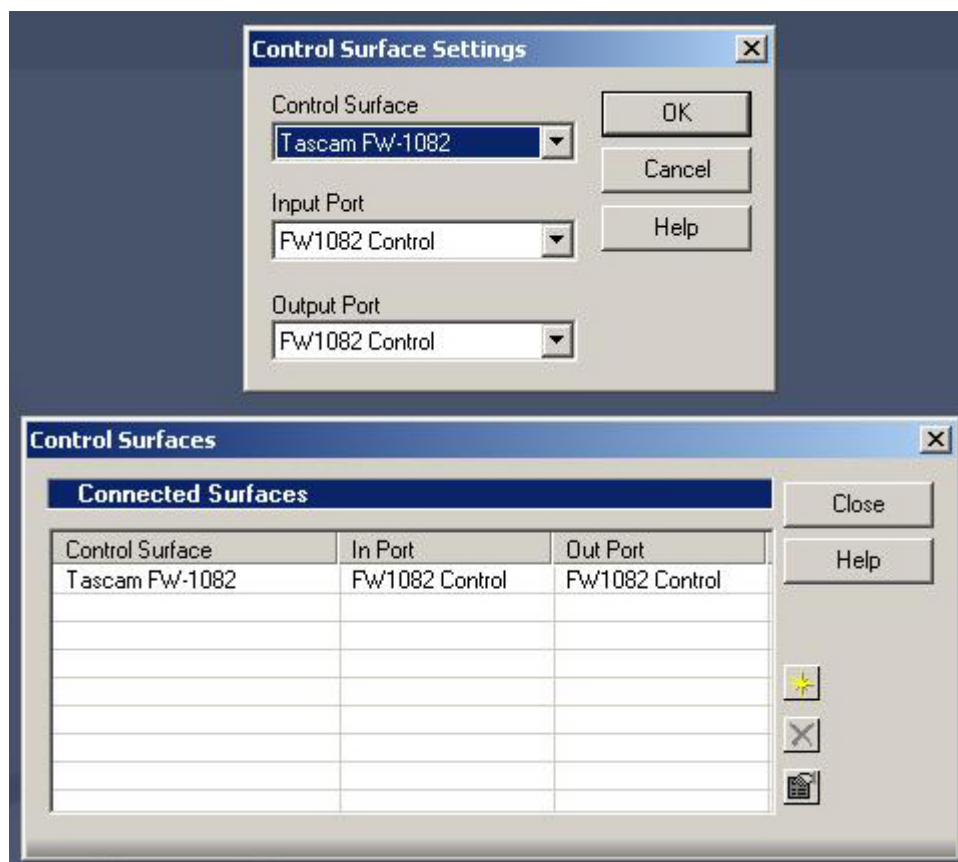 Control Surface Settings
Control Surface
OK
Tascam FW-1082
Cancel
Input Port
Help
FW1082 Control
Output Port
FW1082 Control
Control Surfaces
Connected Surfaces
Close
Control Surface In Port Out Port
Help
Tascam FW-1082 FW1082 Control FW1082 Control